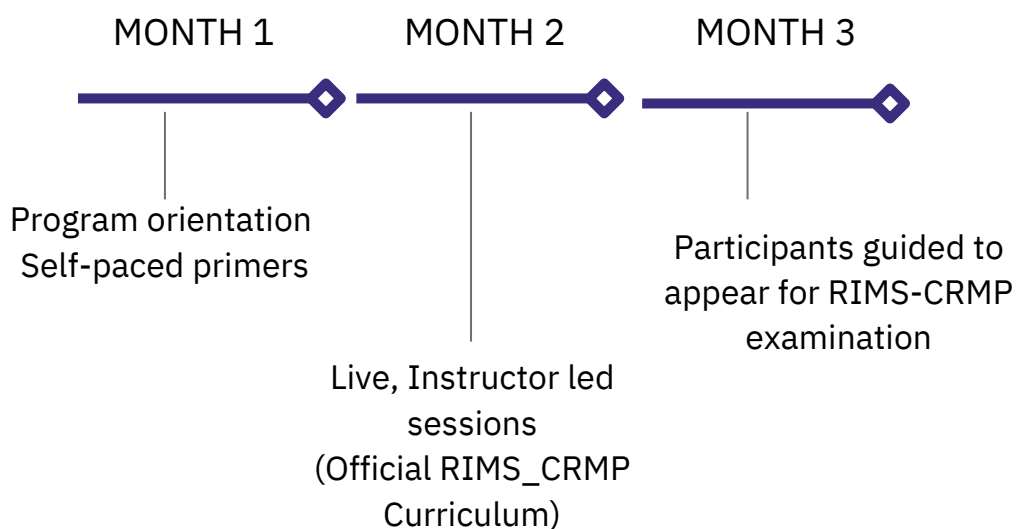 MONTH 1
MONTH 2
MONTH 3
Program orientation
Self-paced primers
Live, Instructor led
sessions
(Official RIMS_CRMP
Curriculum)
Participants guided to
appear for RIMS-CRMP
examination